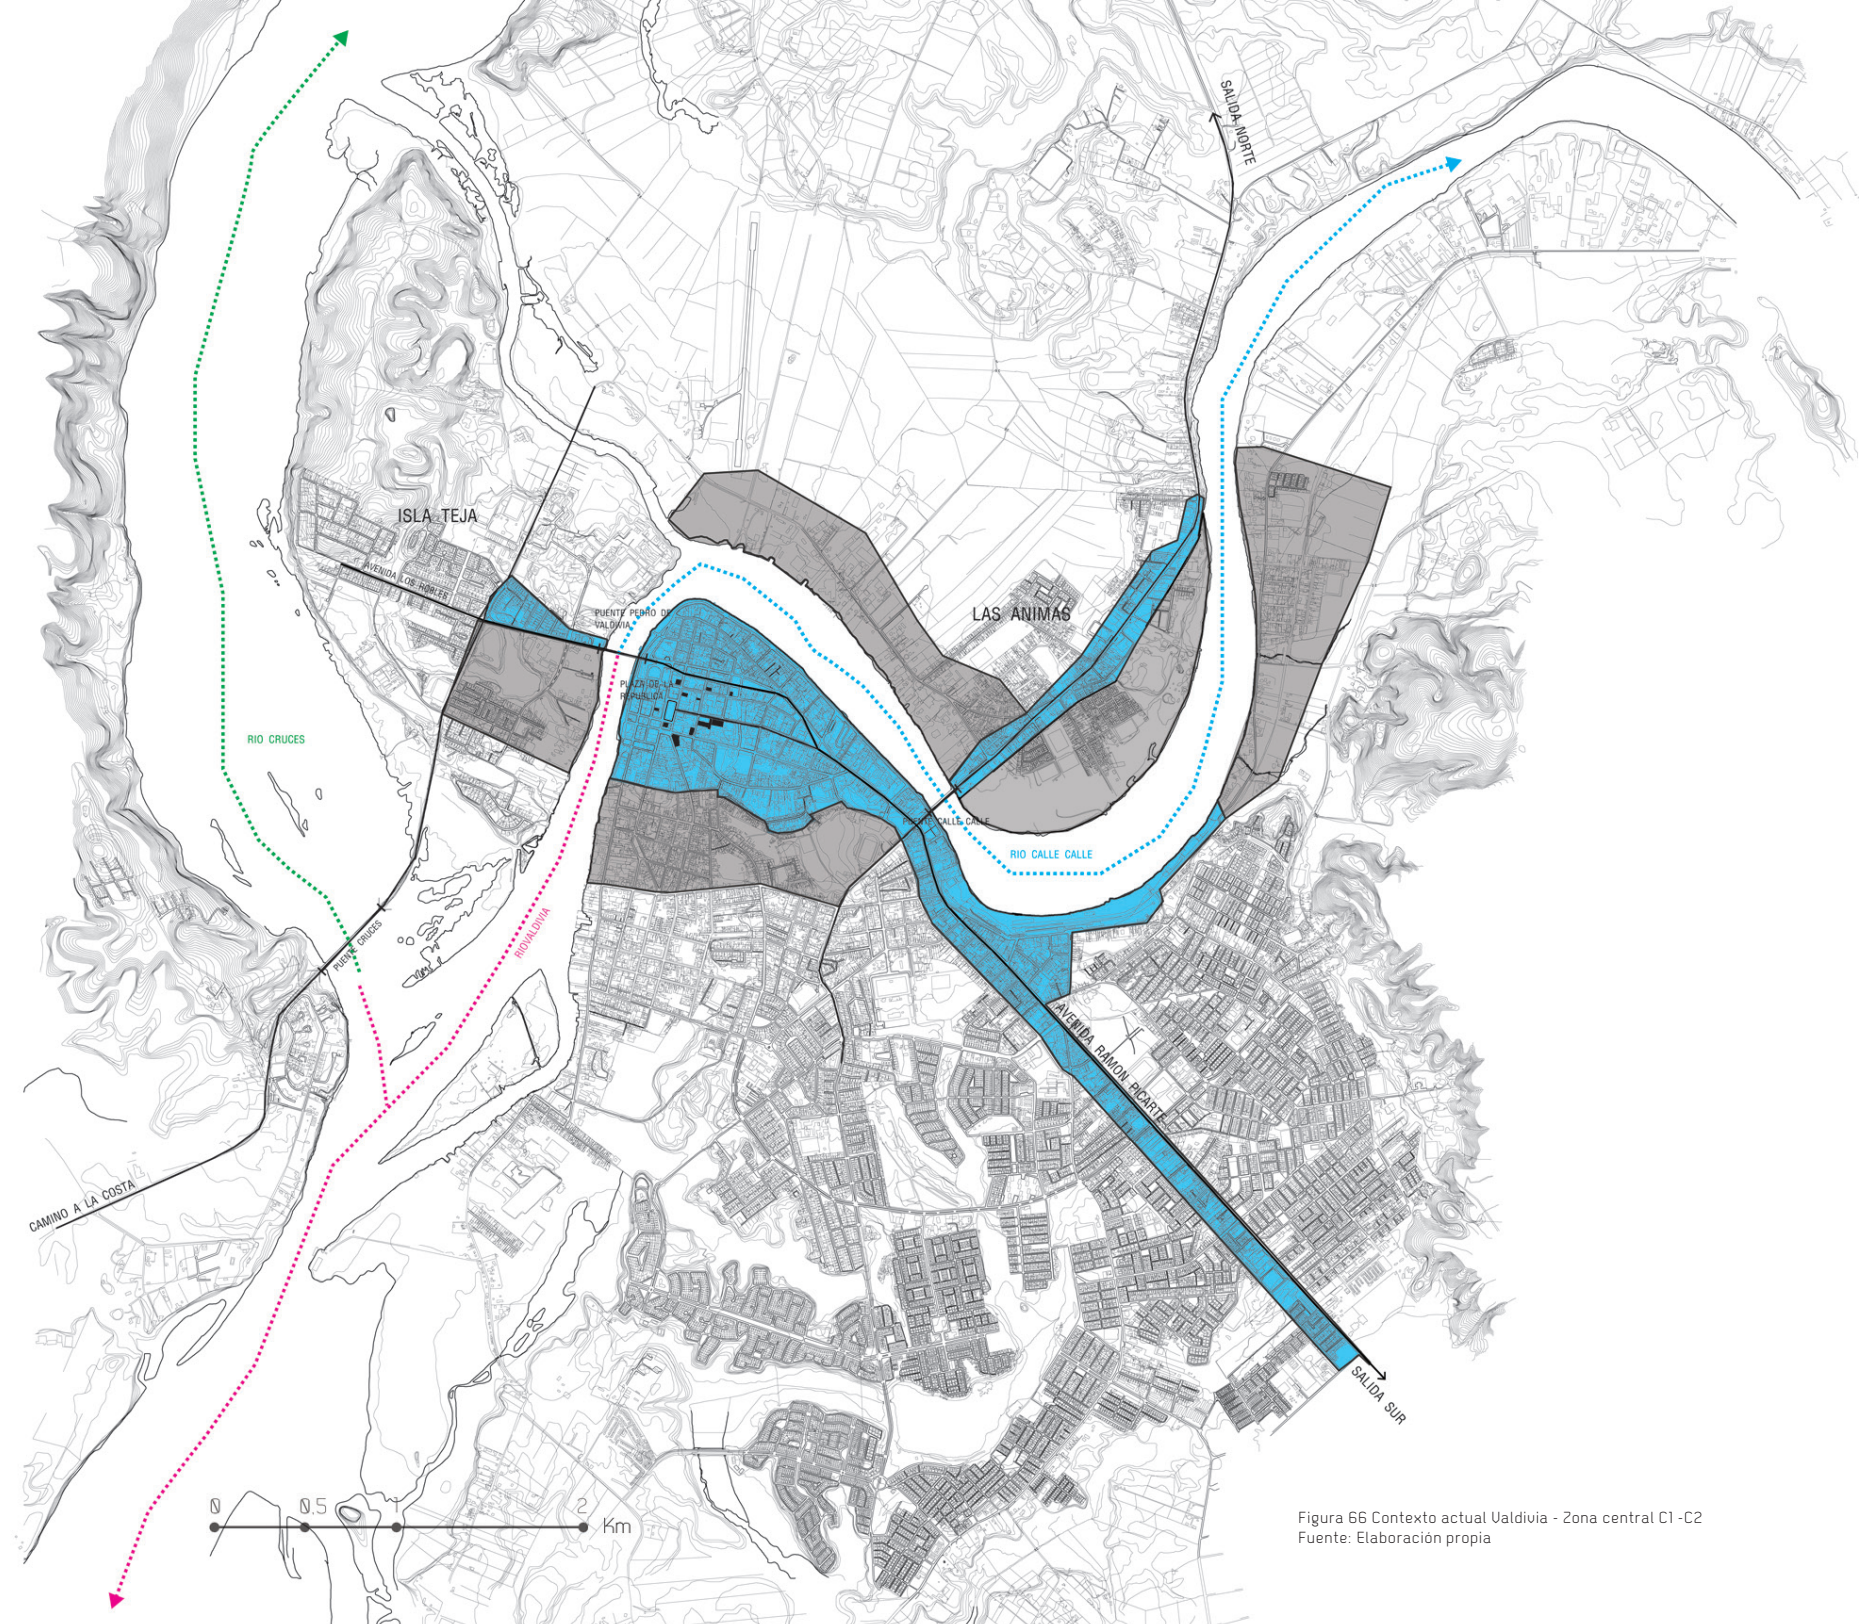 SALIDA NORTE
ISLA TEJA
AVENIDA LOS ROBLES
PUENTE PEDRO DE
VALDIVIA
LAS ANIMAS
PLAZA DE LA
REPUBLICA
RIO CRUCES
PUENTE CALLE CALLE
RIO CALLE CALLE
RIOVALDIVIA
PUENTE CRUCES
AVENIDA RAMON PICARTE
CAMINO A LA COSTA
SALIDA SUR
0 0,5 1 2 Km
Figura 66 Contexto actual Valdivia - Zona central C1 -C2
Fuente: Elaboración propia